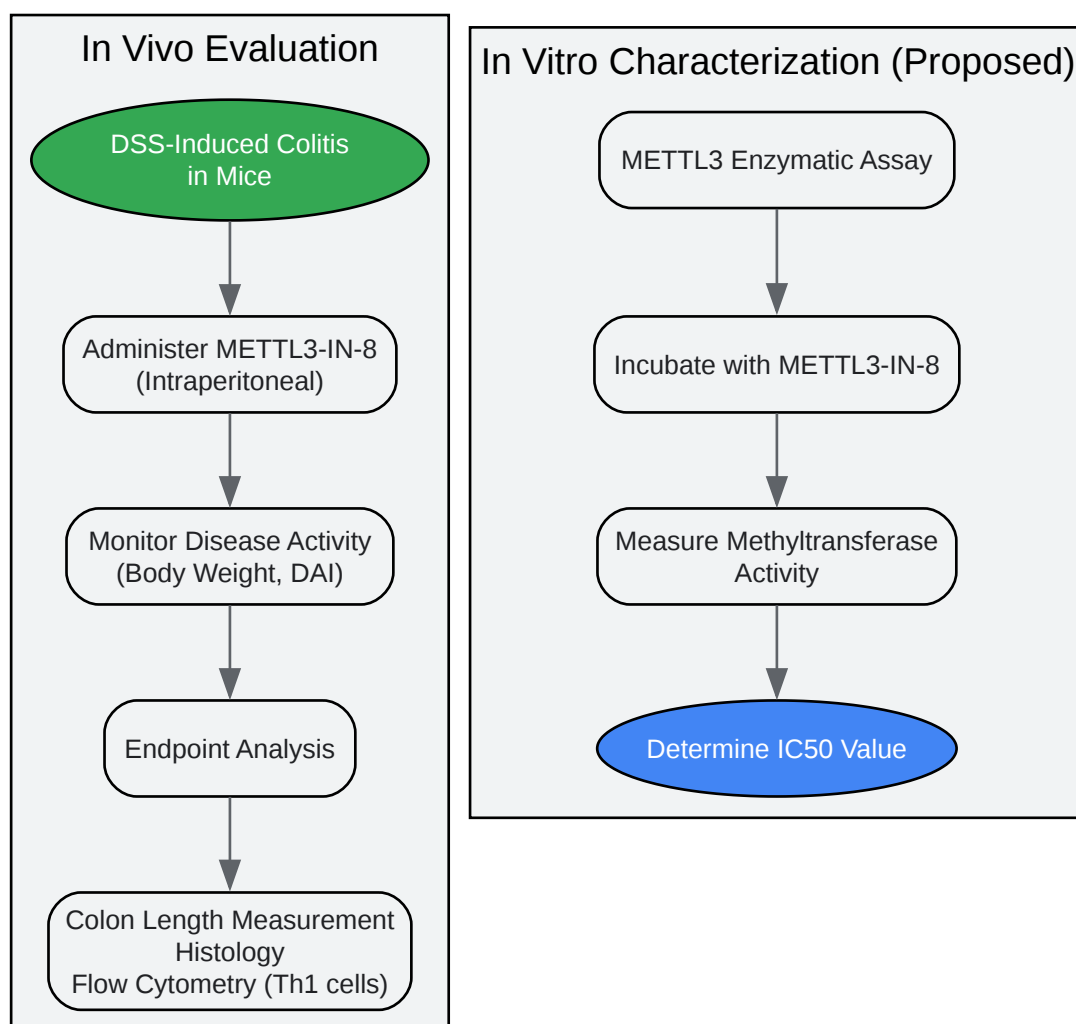 In Vivo Evaluation
DSS-Induced Colitis
in Mice
Administer METTL3-IN-8
(Intraperitoneal)
Monitor Disease Activity
(Body Weight, DAI)
Endpoint Analysis
Colon Length Measurement
Histology
Flow Cytometry (Th1 cells)
In Vitro Characterization (Proposed)
METTL3 Enzymatic Assay
Incubate with METTL3-IN-8
Measure Methyltransferase
Activity
Determine IC50 Value